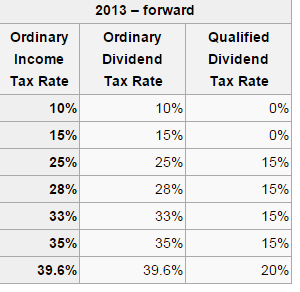 2013 – forward
Ordinary Income Tax Rate Ordinary Dividend Tax Rate Qualified Dividend Tax Rate
10% 10% 0%
15% 15% 0%
25% 25% 15%
28% 28% 15%
33% 33% 15%
35% 35% 15%
39.6% 39.6% 20%